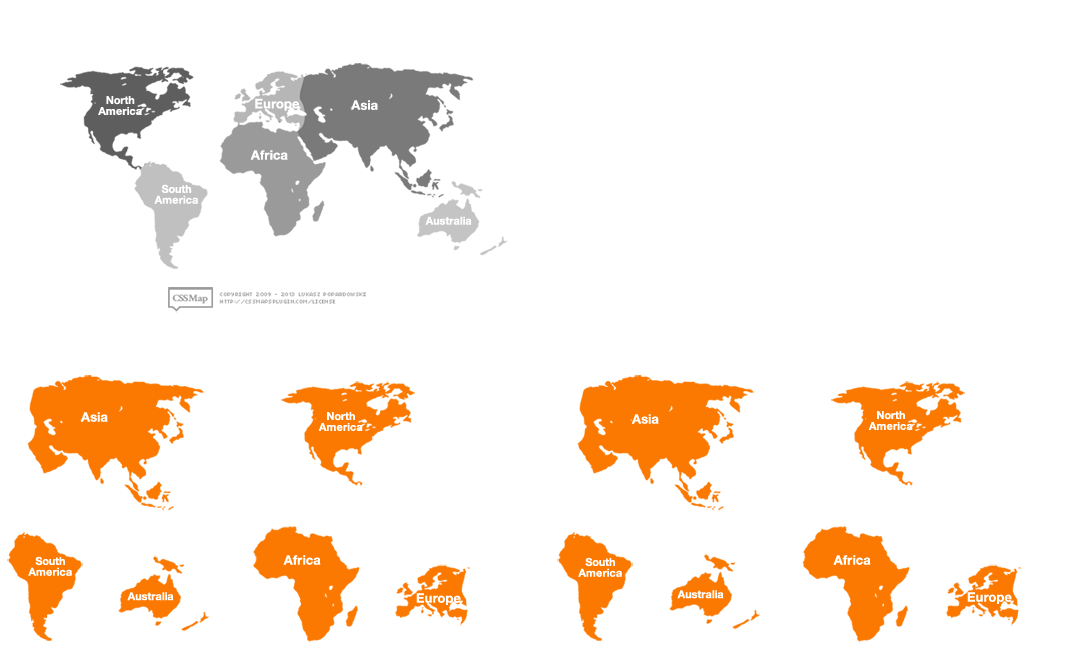 North
America
Europe
Asia
Africa
South
America
Australia
CSSMap
COPYRIGHT 2009 - 2013 LUKASZ POPARDOWSKI
HTTP://CSSMAPSPLUGIN.COM/LICENSE
Asia
North
America
Asia
North
America
South
America
Australia
Africa
Europe
South
America
Australia
Africa
Europe